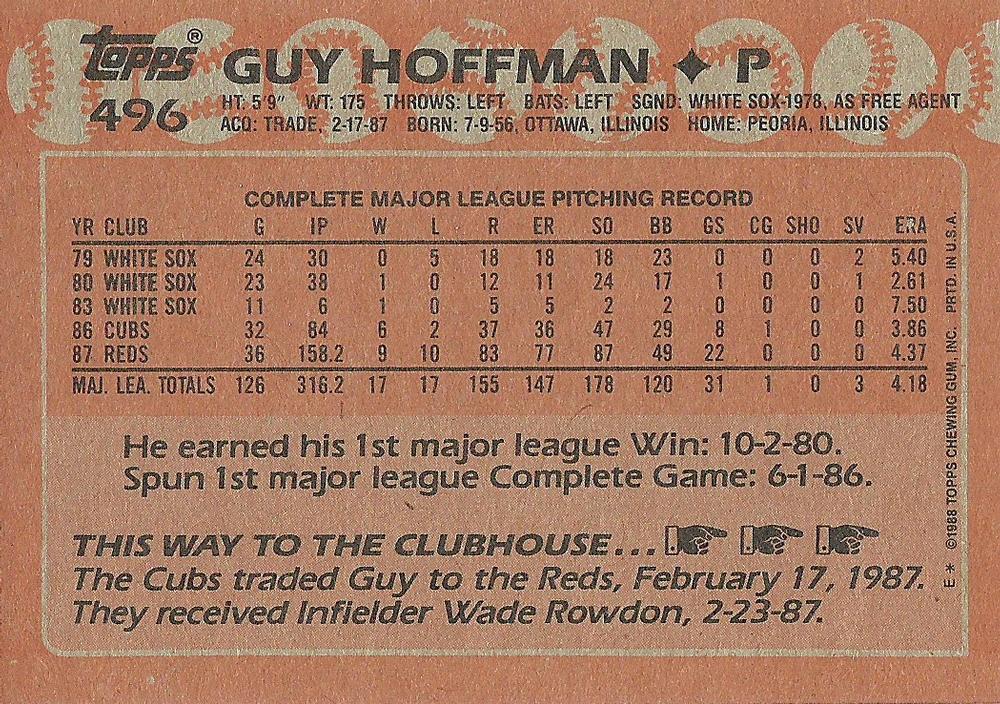 topps® GUY HOFFMAN ✦ P
496 HT: 5'9" WT: 175 THROWS: LEFT BATS: LEFT SGND: WHITE SOX-1978, AS FREE AGENT
ACQ: TRADE, 2-17-87 BORN: 7-9-56, OTTAWA, ILLINOIS HOME: PEORIA, ILLINOIS
COMPLETE MAJOR LEAGUE PITCHING RECORD
YR CLUB G IP W L R ER SO BB GS CG SHO SV ERA
79 WHITE SOX 24 30 0 5 18 18 18 23 0 0 0 2 5.40
80 WHITE SOX 23 38 1 0 12 11 24 17 1 0 0 1 2.61
83 WHITE SOX 11 6 1 0 5 5 2 2 0 0 0 0 7.50
86 CUBS 32 84 6 2 37 36 47 29 8 1 0 0 3.86
87 REDS 36 158.2 9 10 83 77 87 49 22 0 0 0 4.37
MAJ. LEA. TOTALS 126 316.2 17 17 155 147 178 120 31 1 0 3 4.18
He earned his 1st major league Win: 10-2-80.
Spun 1st major league Complete Game: 6-1-86.
THIS WAY TO THE CLUBHOUSE...
The Cubs traded Guy to the Reds, February 17, 1987.
They received Infielder Wade Rowdon, 2-23-87.
E* ©1988 TOPPS CHEWING GUM, INC. PRTD. IN U.S.A.